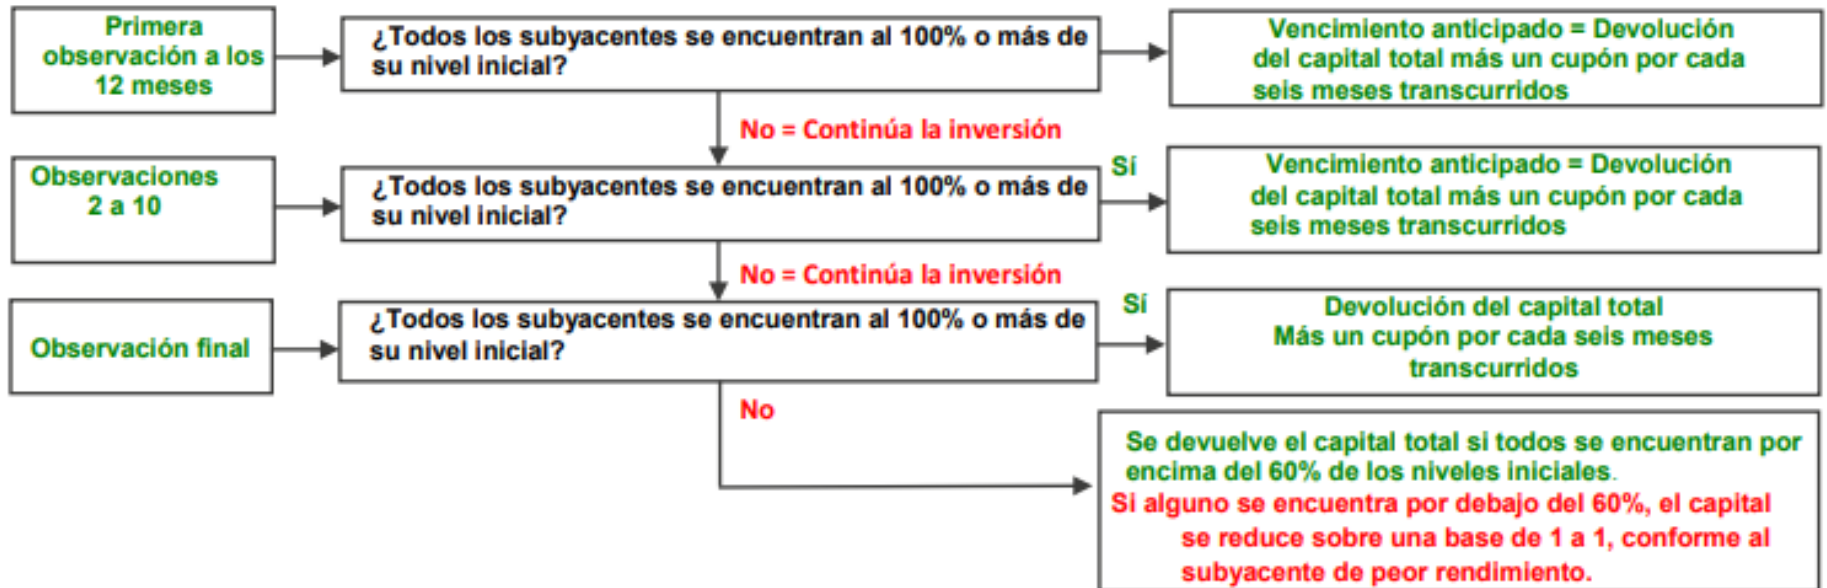 Primera
observación a los
12 meses
¿Todos los subyacentes se encuentran al 100% o más de
su nivel inicial?
Vencimiento anticipado = Devolución
del capital total más un cupón por cada
seis meses transcurridos
No = Continúa la inversión
Observaciones
2 a 10
¿Todos los subyacentes se encuentran al 100% o más de
su nivel inicial?
Sí
Vencimiento anticipado = Devolución
del capital total más un cupón por cada
seis meses transcurridos
No = Continúa la inversión
Observación final
¿Todos los subyacentes se encuentran al 100% o más de
su nivel inicial?
Sí
Devolución del capital total
Más un cupón por cada seis meses
transcurridos
No
Se devuelve el capital total si todos se encuentran por
encima del 60% de los niveles iniciales.
Si alguno se encuentra por debajo del 60%, el capital
se reduce sobre una base de 1 a 1, conforme al
subyacente de peor rendimiento.